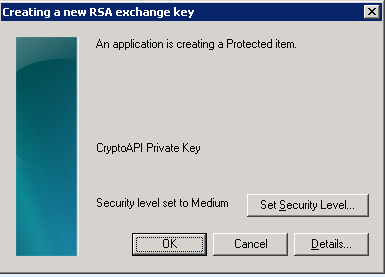 Creating a new RSA exchange key
An application is creating a Protected item.
CryptoAPI Private Key
Security level set to Medium
Set Security Level...
OK
Cancel
Details...